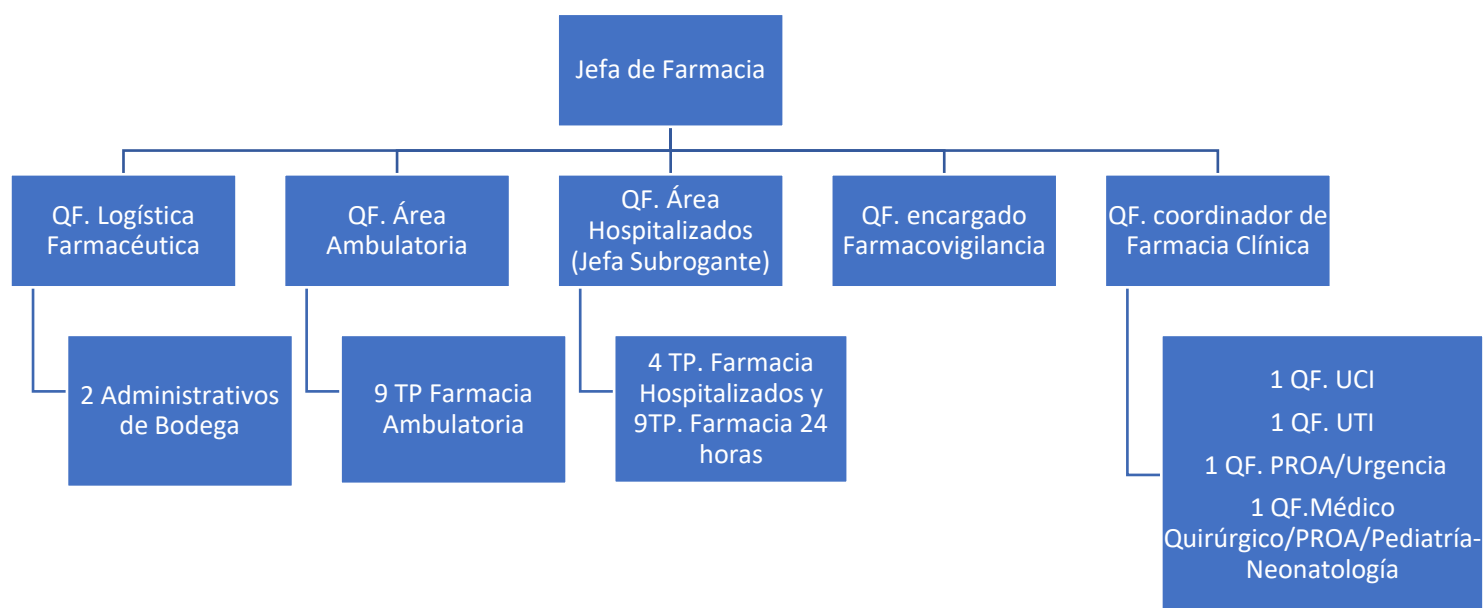 Jefa de Farmacia
QF. Logística
Farmacéutica
QF. Área
Ambulatoria
QF. Área
Hospitalizados
(Jefa Subrogante)
QF. encargado
Farmacovigilancia
QF. coordinador de
Farmacia Clínica
2 Administrativos
de Bodega
9 TP Farmacia
Ambulatoria
4 TP. Farmacia
Hospitalizados y
9TP. Farmacia 24
horas
1 QF. UCI
1 QF. UTI
1 QF. PROA/Urgencia
1 QF.Médico
Quirúrgico/PROA/Pediatría-
Neonatología